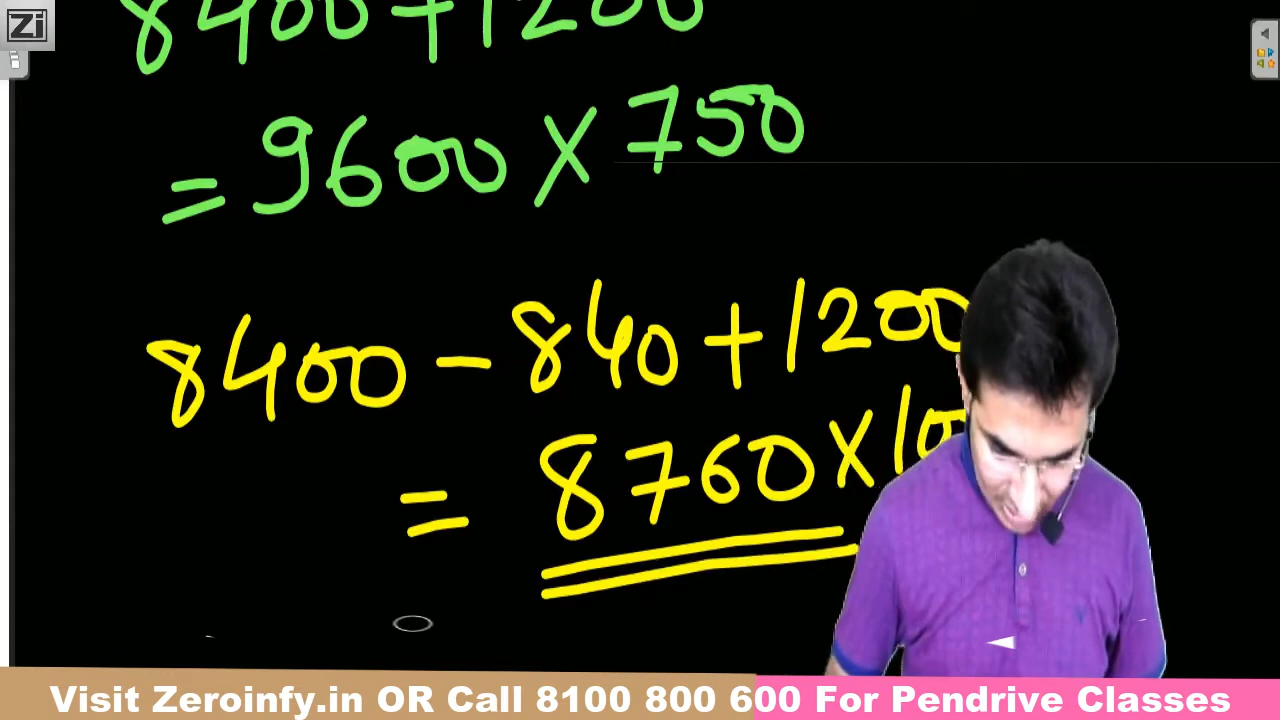 Zi
8400+1200
= 9600 X 750
8400 - 840 + 1200
= 8760 X
Visit Zeroinfy.in OR Call 8100 800 600 For Pendrive Classes